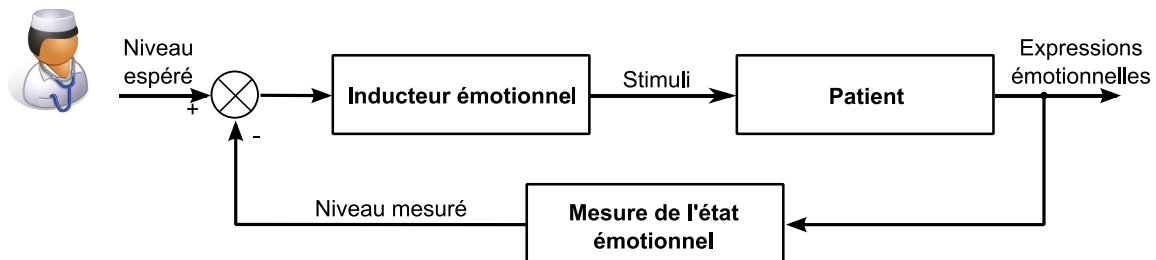 Niveau
espéré
+
-
Inducteur émotionnel
Stimuli
Patient
Expressions
émotionnelles
Niveau mesuré
Mesure de l'état
émotionnel